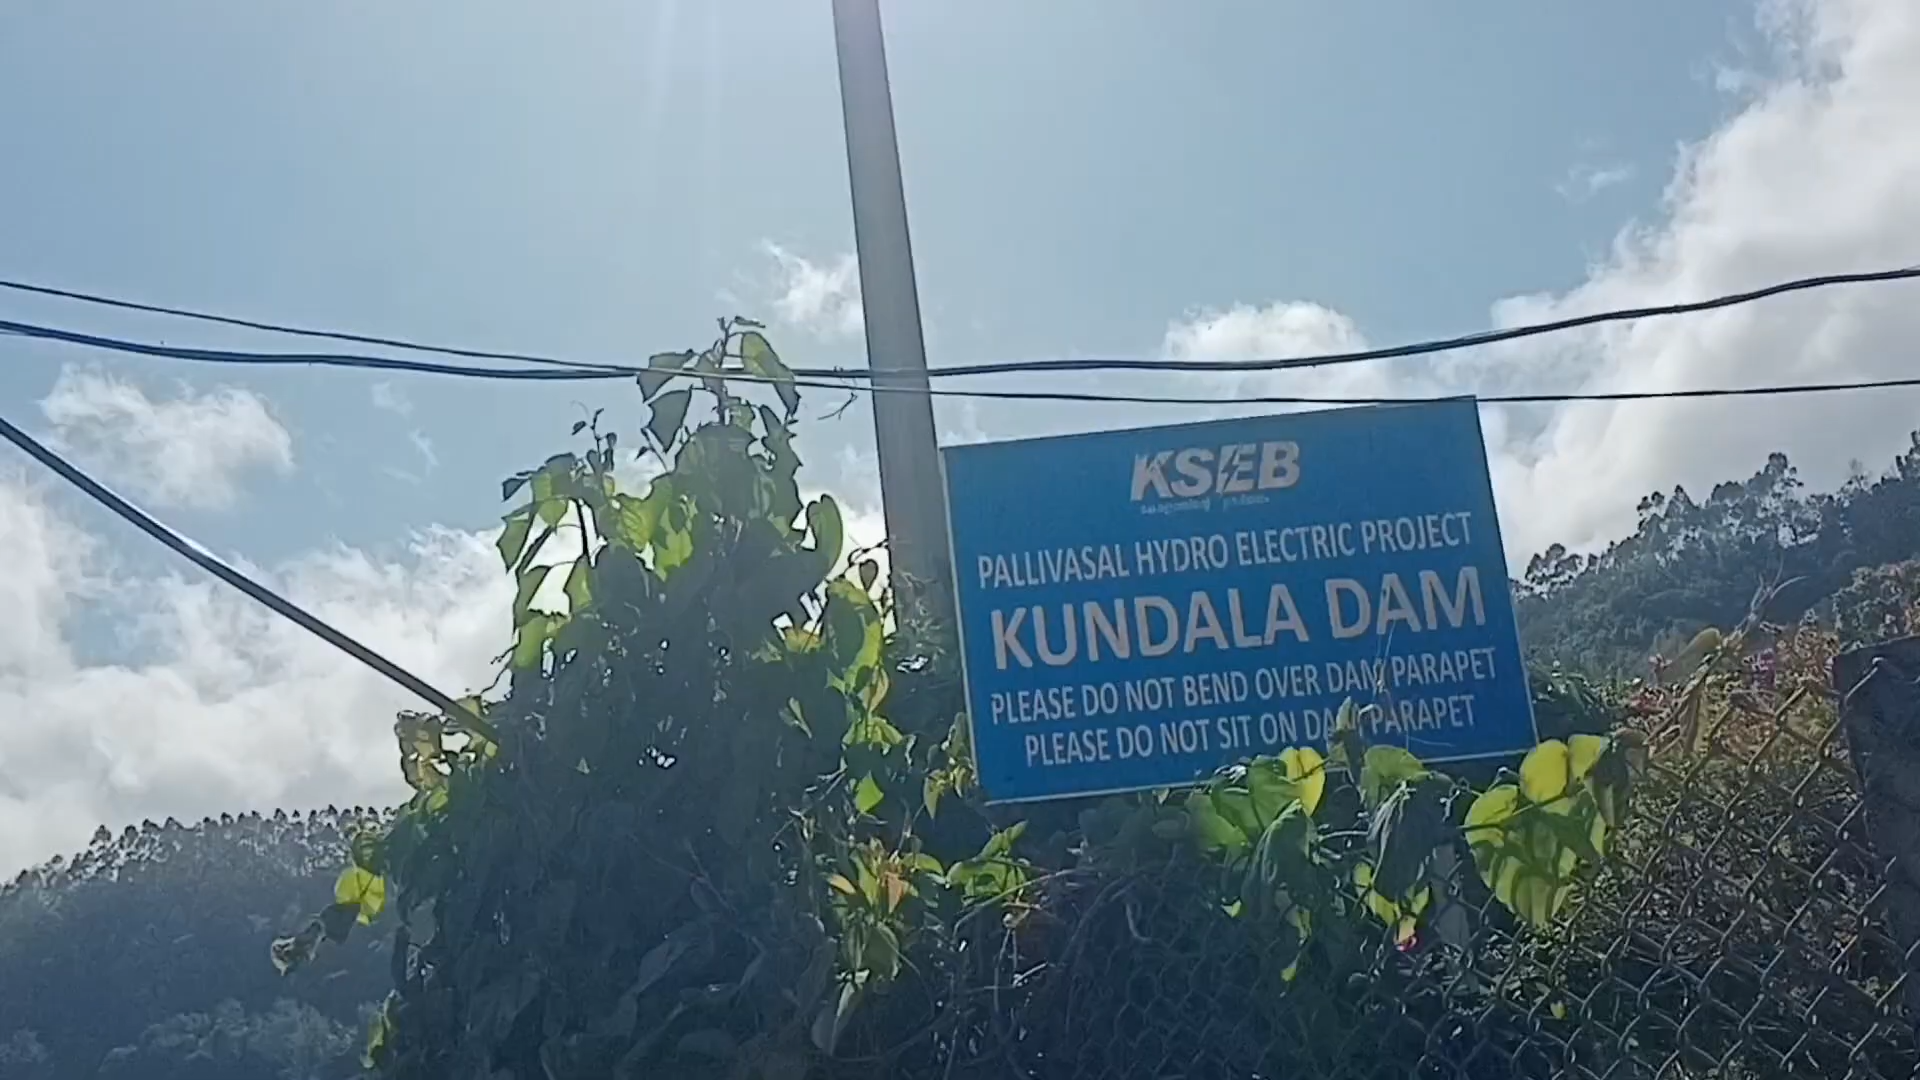 KSEB
PALLIVASAL HYDRO ELECTRIC PROJECT
KUNDALA DAM
PLEASE DO NOT BEND OVER DAM PARAPET
PLEASE DO NOT SIT ON DAM PARAPET